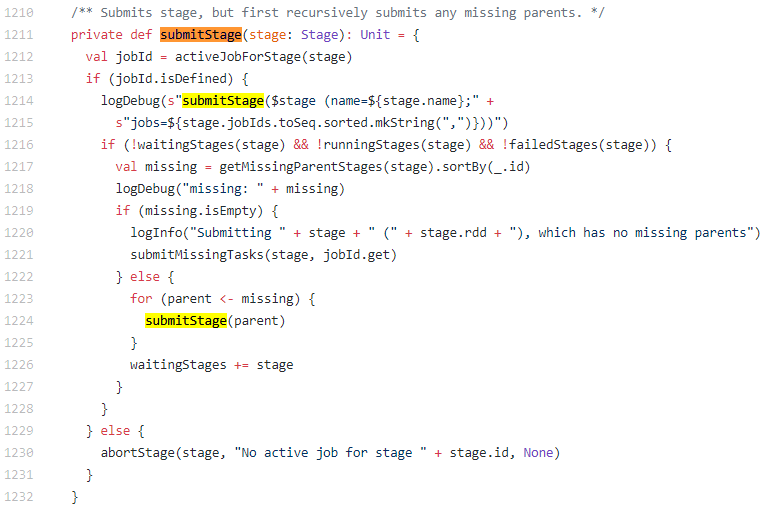 1210 /** Submits stage, but first recursively submits any missing parents. */
1211 private def submitStage(stage: Stage): Unit = {
1212 val jobId = activeJobForStage(stage)
1213 if (jobId.isDefined) {
1214 logDebug(s"submitStage($stage (name=${stage.name};" +
1215 s"jobs=${stage.jobIds.toSeq.sorted.mkString(",")}))")
1216 if (!waitingStages(stage) && !runningStages(stage) && !failedStages(stage)) {
1217 val missing = getMissingParentStages(stage).sortBy(_.id)
1218 logDebug("missing: " + missing)
1219 if (missing.isEmpty) {
1220 logInfo("Submitting " + stage + " (" + stage.rdd + "), which has no missing parents")
1221 submitMissingTasks(stage, jobId.get)
1222 } else {
1223 for (parent <- missing) {
1224 submitStage(parent)
1225 }
1226 waitingStages += stage
1227 }
1228 }
1229 } else {
1230 abortStage(stage, "No active job for stage " + stage.id, None)
1231 }
1232 }